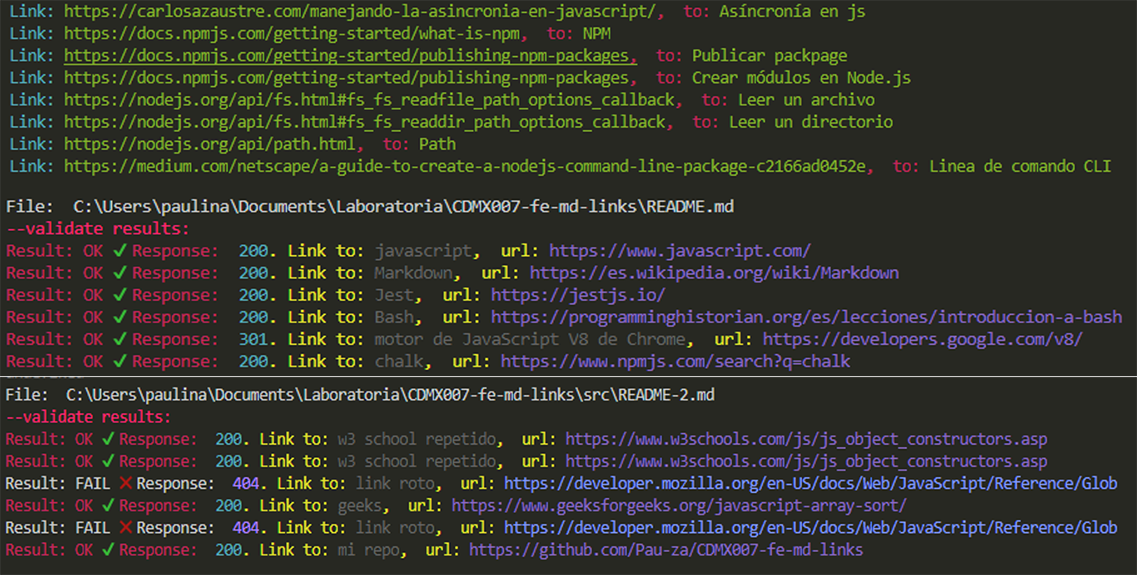 Link: https://carlosazaustre.com/manejando-la-asincronia-en-javascript/, to: Asíncronía en js
Link: https://docs.npmjs.com/getting-started/what-is-npm, to: NPM
Link: https://docs.npmjs.com/getting-started/publishing-npm-packages, to: Publicar packpage
Link: https://docs.npmjs.com/getting-started/publishing-npm-packages, to: Crear módulos en Node.js
Link: https://nodejs.org/api/fs.html#fs_fs_readfile_path_options_callback, to: Leer un archivo
Link: https://nodejs.org/api/fs.html#fs_fs_readdir_path_options_callback, to: Leer un directorio
Link: https://nodejs.org/api/path.html, to: Path
Link: https://medium.com/netscape/a-guide-to-create-a-nodejs-command-line-package-c2166ad0452e, to: Linea de comando CLI
File: C:\Users\paulina\Documents\Laboratoria\CDMX007-fe-md-links\README.md
--validate results:
Result: OK ✔ Response: 200. Link to: javascript, url: https://www.javascript.com/
Result: OK ✔ Response: 200. Link to: Markdown, url: https://es.wikipedia.org/wiki/Markdown
Result: OK ✔ Response: 200. Link to: Jest, url: https://jestjs.io/
Result: OK ✔ Response: 200. Link to: Bash, url: https://programminghistorian.org/es/lecciones/introduccion-a-bash
Result: OK ✔ Response: 301. Link to: motor de JavaScript V8 de Chrome, url: https://developers.google.com/v8/
Result: OK ✔ Response: 200. Link to: chalk, url: https://www.npmjs.com/search?q=chalk
File: C:\Users\paulina\Documents\Laboratoria\CDMX007-fe-md-links\src\README-2.md
--validate results:
Result: OK ✔ Response: 200. Link to: w3 school repetido, url: https://www.w3schools.com/js/js_object_constructors.asp
Result: OK ✔ Response: 200. Link to: w3 school repetido, url: https://www.w3schools.com/js/js_object_constructors.asp
Result: FAIL ❌ Response: 404. Link to: link roto, url: https://developer.mozilla.org/en-US/docs/Web/JavaScript/Reference/Glob
Result: OK ✔ Response: 200. Link to: geeks, url: https://www.geeksforgeeks.org/javascript-array-sort/
Result: FAIL ❌ Response: 404. Link to: link roto, url: https://developer.mozilla.org/en-US/docs/Web/JavaScript/Reference/Glob
Result: OK ✔ Response: 200. Link to: mi repo, url: https://github.com/Pau-za/CDMX007-fe-md-links